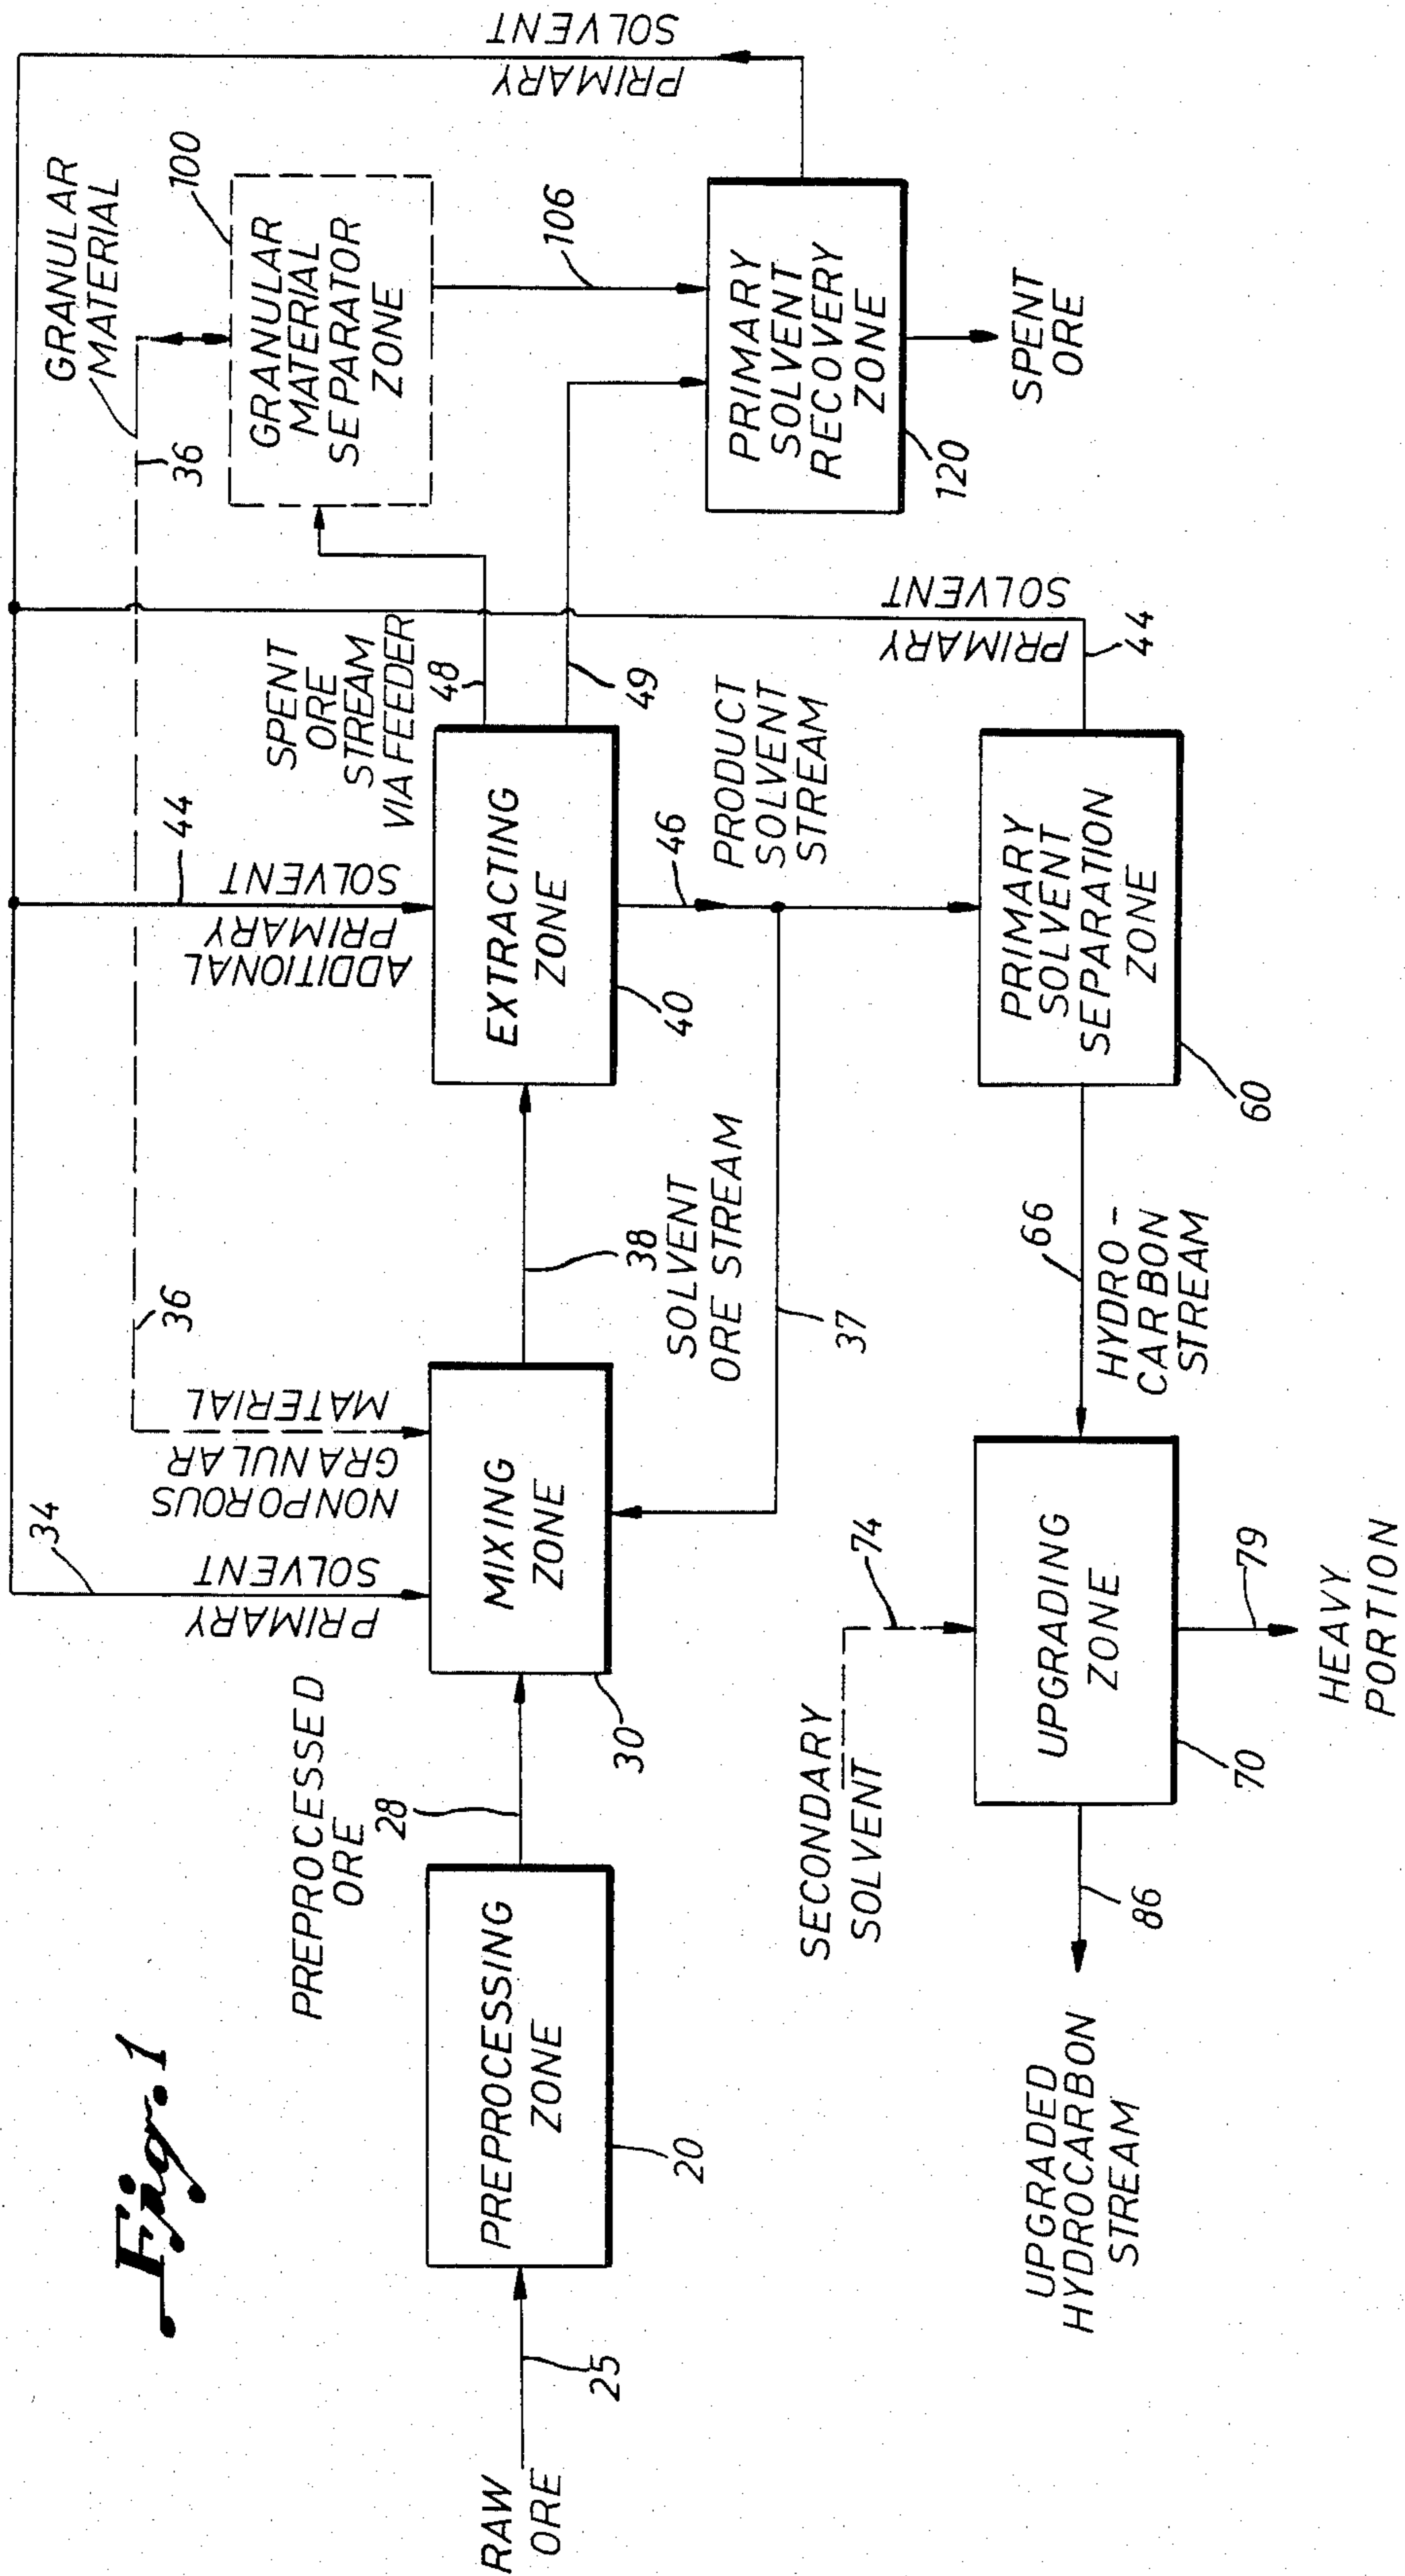 Fig. 1
RAW
ORE
25
PREPROCESSING
ZONE
20
PREPROCESSED
ORE
28
PRIMARY
SOLVENT
34
NONPOROUS
GRANULAR
MATERIAL
36
MIXING
ZONE
30
38
SOLVENT
ORE STREAM
37
ADDITIONAL
PRIMARY
SOLVENT
44
EXTRACTING
ZONE
40
SPENT
ORE
STREAM
VIA FEEDER
48
49
46
PRODUCT
SOLVENT
STREAM
36
GRANULAR
MATERIAL
100
GRANULAR
MATERIAL
SEPARATOR
ZONE
106
PRIMARY
SOLVENT
PRIMARY
SOLVENT
RECOVERY
ZONE
120
SPENT
ORE
PRIMARY
SOLVENT
44
PRIMARY
SOLVENT
SEPARATION
ZONE
60
66
HYDRO-
CARBON
STREAM
SECONDARY
SOLVENT
74
UPGRADING
ZONE
70
79
HEAVY
PORTION
86
UPGRADED
HYDROCARBON
STREAM